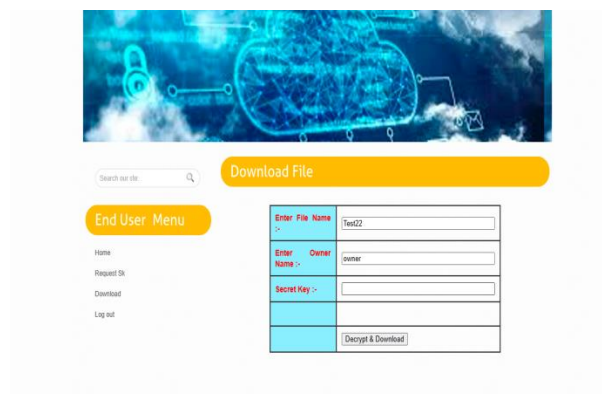 Search our site:
Download File
End User Menu
Home
Request Sk
Download
Log out
Enter File Name
:-
Test22
Enter Owner
Name :-
owner
Secret Key :-
Decrypt & Download